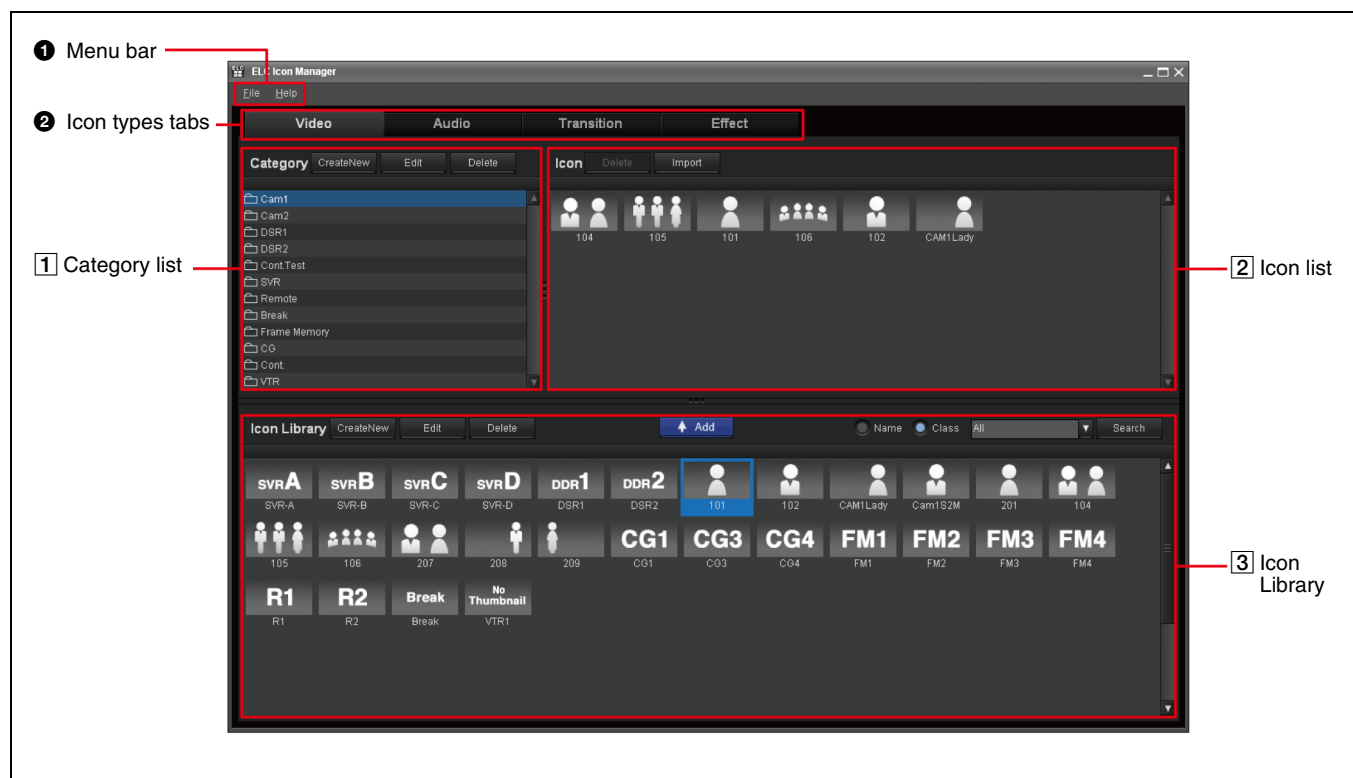 ❶ Menu bar
ELC Icon Manager
File Help
❷ Icon types tabs
Video Audio Transition Effect
Category CreateNew Edit Delete
Icon Delete Import
1 Category list
Cam1
Cam2
DSR1
DSR2
Cont.Test
SVR
Remote
Break
Frame Memory
CG
Cont.
VTR
104 105 101 106 102 CAM1Lady
2 Icon list
Icon Library CreateNew Edit Delete Add Name Class All Search
SVRA SVRB SVRC SVRD DDR1 DDR2
SVR-A SVR-B SVR-C SVR-D DSR1 DSR2 101 102 CAM1Lady Cam1S2M 201 104
CG1 CG3 CG4 FM1 FM2 FM3 FM4
105 106 207 208 209 CG1 CG3 CG4 FM1 FM2 FM3 FM4
3 Icon
Library
R1 R2 Break No Thumbnail
R1 R2 Break VTR1